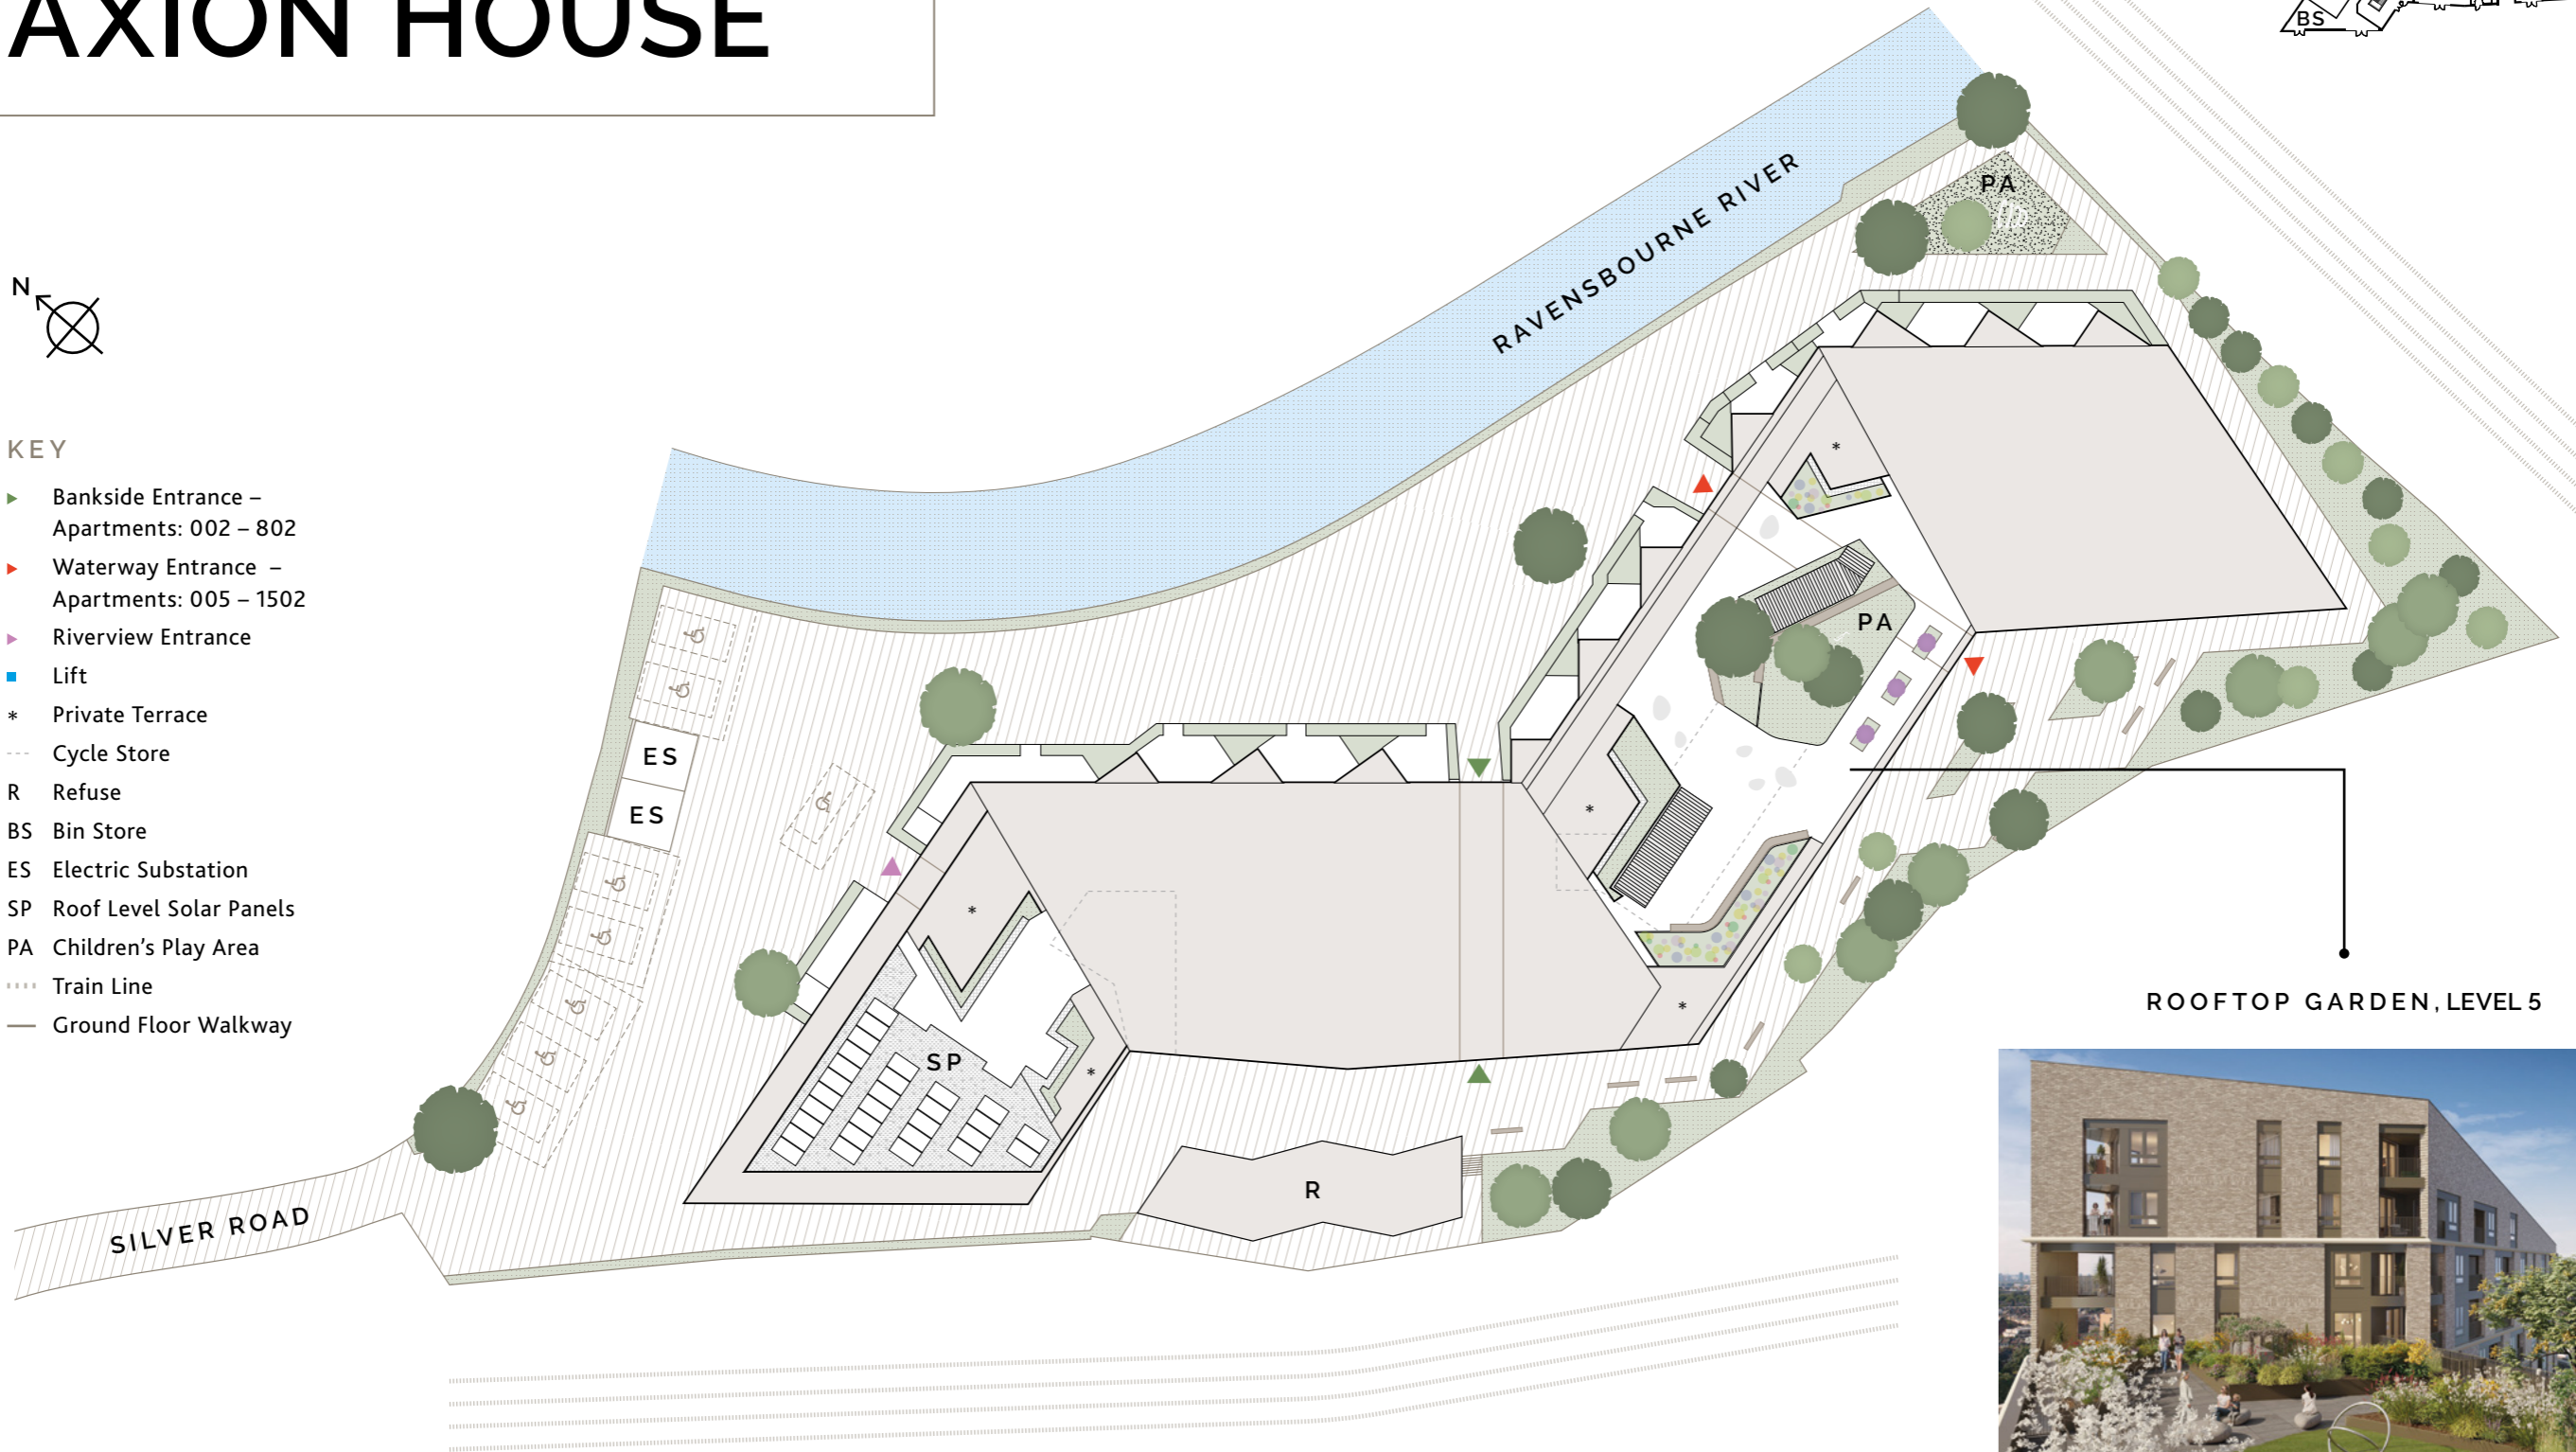 AXION HOUSE
BS
N
KEY
Bankside Entrance –
Apartments: 002 – 802
Waterway Entrance –
Apartments: 005 – 1502
Riverview Entrance
Lift
* Private Terrace
Cycle Store
R Refuse
BS Bin Store
ES Electric Substation
SP Roof Level Solar Panels
PA Children's Play Area
Train Line
Ground Floor Walkway
RAVENSBOURNE RIVER
PA
*
PA
ES
ES
*
*
*
SP
*
R
SILVER ROAD
ROOFTOP GARDEN, LEVEL 5